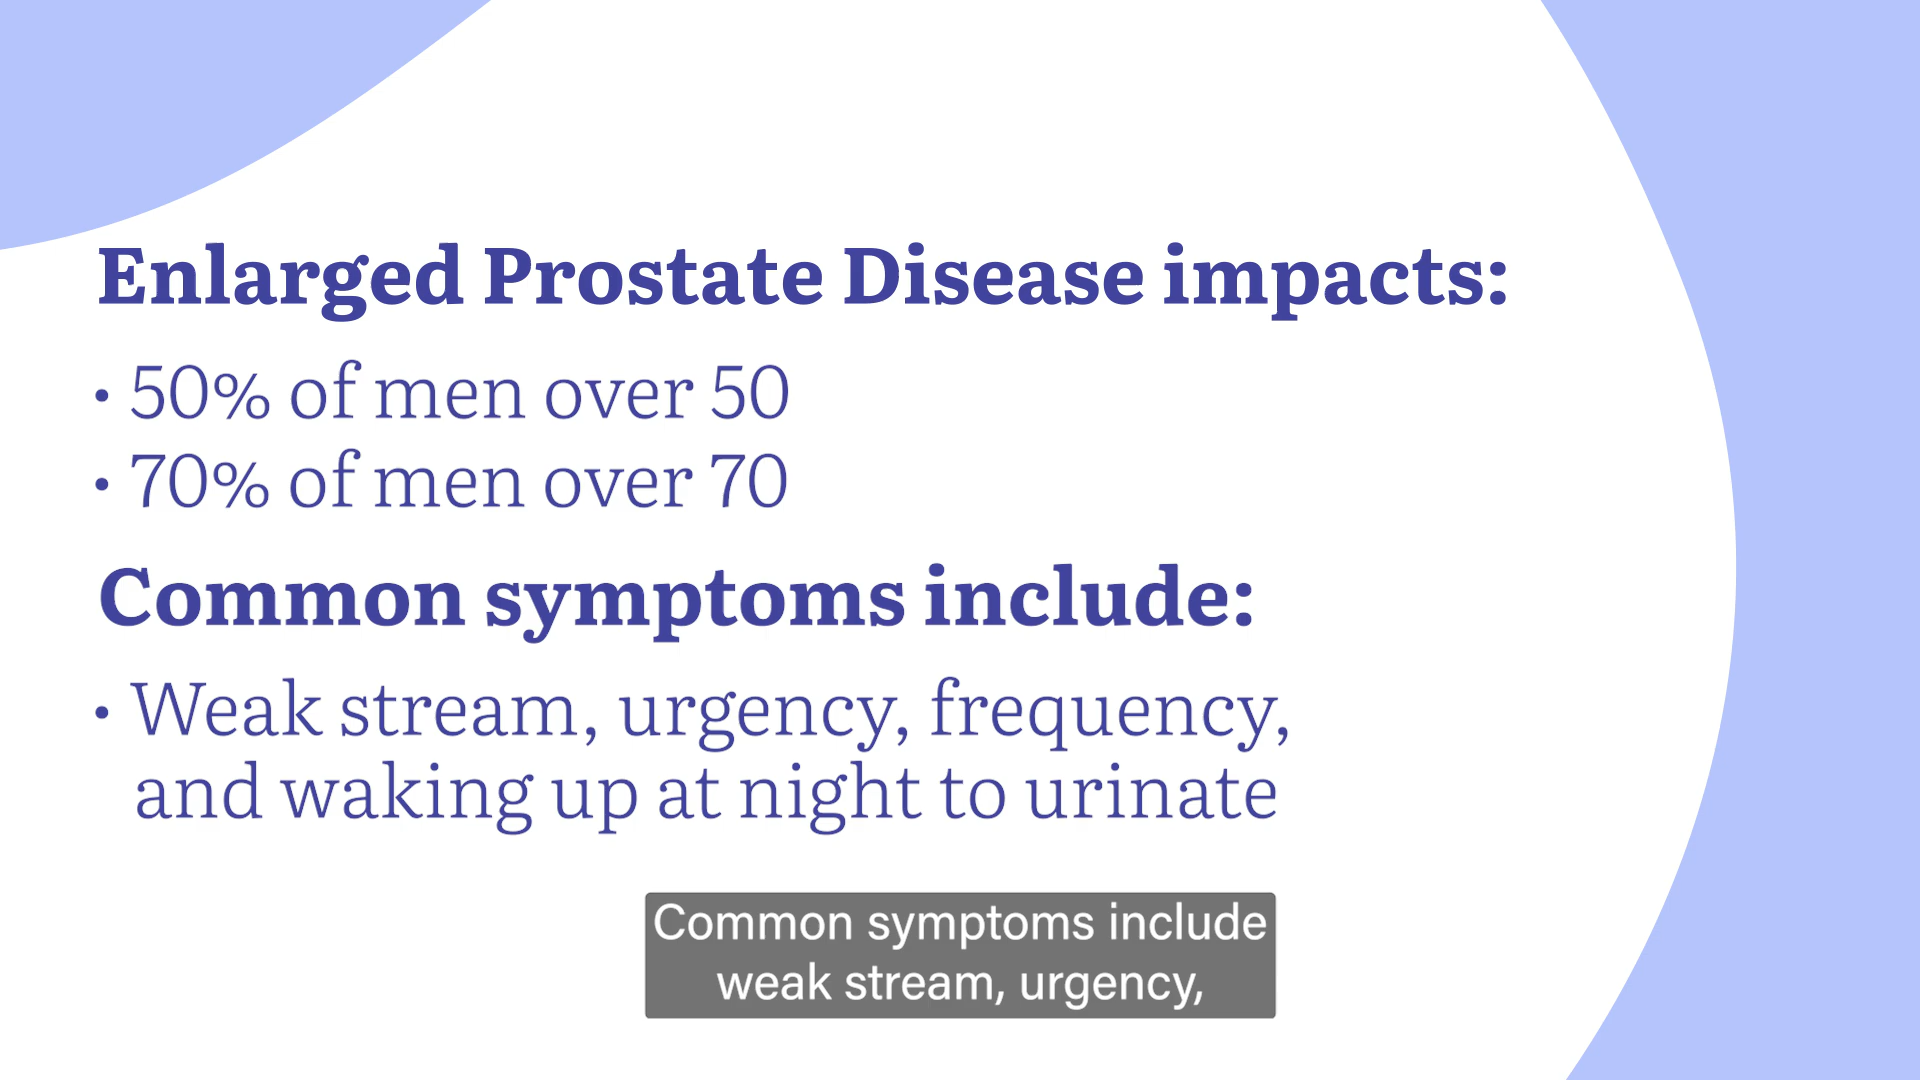 Enlarged Prostate Disease impacts:
• 50% of men over 50
• 70% of men over 70
Common symptoms include:
• Weak stream, urgency, frequency,
and waking up at night to urinate
Common symptoms include
weak stream, urgency,